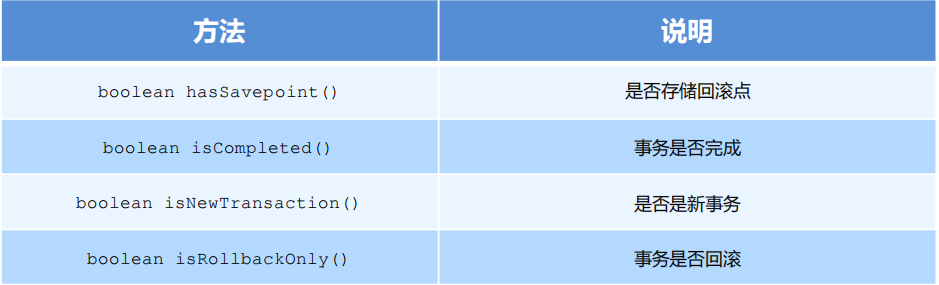 方法 说明
boolean hasSavepoint() 是否存储回滚点
boolean isCompleted() 事务是否完成
boolean isNewTransaction() 是否是新事务
boolean isRollbackOnly() 事务是否回滚